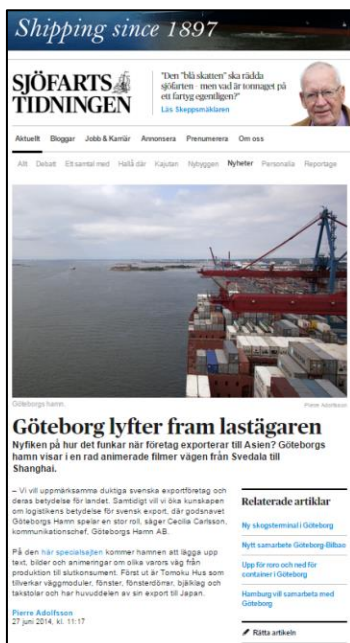 Shipping since 1897
SJÖFARTS
TIDNINGEN
"Den "blå skatten" ska rädda
sjöfarten - men vad är tonnaget på
ett fartyg egentligen?"
Läs Skeppsmäklaren
Aktuellt Bloggar Jobb & Karriär Annonsera Prenumerera Om oss
Allt Debatt Ett samtal med Hallå där Kajutan Nybyggen Nyheter Personalia Reportage
Göteborgs hamn. Pierre Adolfsson
Göteborg lyfter fram lastägaren
Nyfiken på hur det funkar när företag exporterar till Asien? Göteborgs
hamn visar i en rad animerade filmer vägen från Svedala till
Shanghai.
– Vi vill uppmärksamma duktiga svenska exportföretag och
deras betydelse för landet. Samtidigt vill vi öka kunskapen
om logistikens betydelse för svensk export, där godsnavet
Göteborgs Hamn spelar en stor roll, säger Cecilia Carlsson,
kommunikationschef, Göteborgs Hamn AB.
På den här specialsajten kommer hamnen att lägga upp
text, bilder och animeringar om olika varors väg från
produktion till slutkonsument. Först ut är Tomoku Hus som
tillverkar väggmoduler, fönster, fönsterdörrar, bjälklag och
takstolar och har huvuddelen av sin export till Japan.
Pierre Adolfsson
27 juni 2014, kl. 11:17
Relaterade artiklar
Ny skogsterminal i Göteborg
Nytt samarbete Göteborg-Bilbao
Upp för roro och ned för
container i Göteborg
Hamburg vill samarbeta med
Göteborg
Rätta artikeln